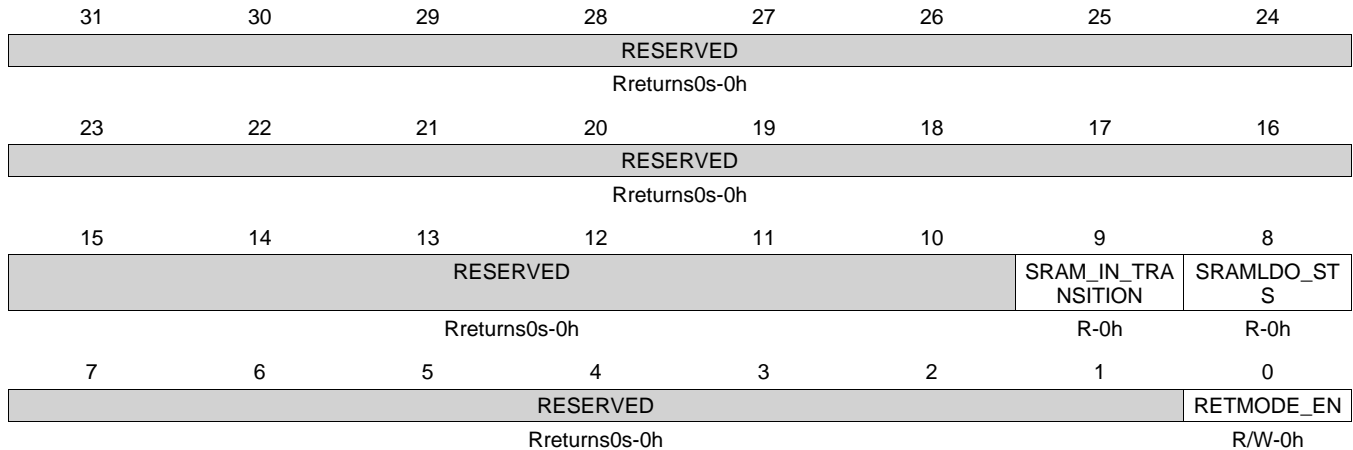 31 30 29 28 27 26 25 24
RESERVED
Rreturns0s-0h
23 22 21 20 19 18 17 16
RESERVED
Rreturns0s-0h
15 14 13 12 11 10 9 8
RESERVED SRAM_IN_TRA SRAMLDO_ST
NSITION S
Rreturns0s-0h R-0h R-0h
7 6 5 4 3 2 1 0
RESERVED RETMODE_EN
Rreturns0s-0h R/W-0h